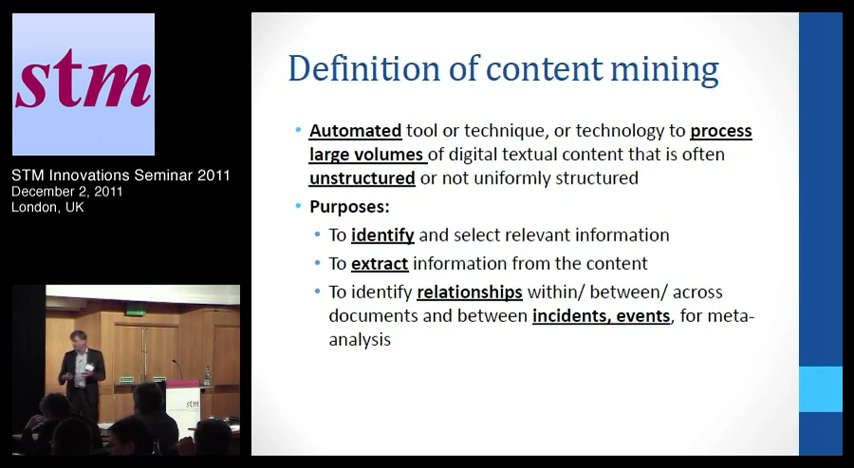 stm
STM Innovations Seminar 2011
December 2, 2011
London, UK
Definition of content mining
• Automated tool or technique, or technology to process
large volumes of digital textual content that is often
unstructured or not uniformly structured
• Purposes:
• To identify and select relevant information
• To extract information from the content
• To identify relationships within/ between/ across
documents and between incidents, events, for meta-
analysis
stm